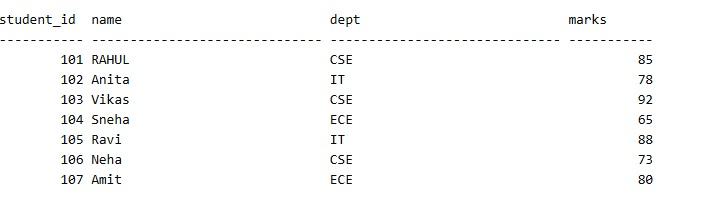 student_id name dept marks
----------- ------------------------------ ------------------------------ -----------
101 RAHUL CSE 85
102 Anita IT 78
103 Vikas CSE 92
104 Sneha ECE 65
105 Ravi IT 88
106 Neha CSE 73
107 Amit ECE 80